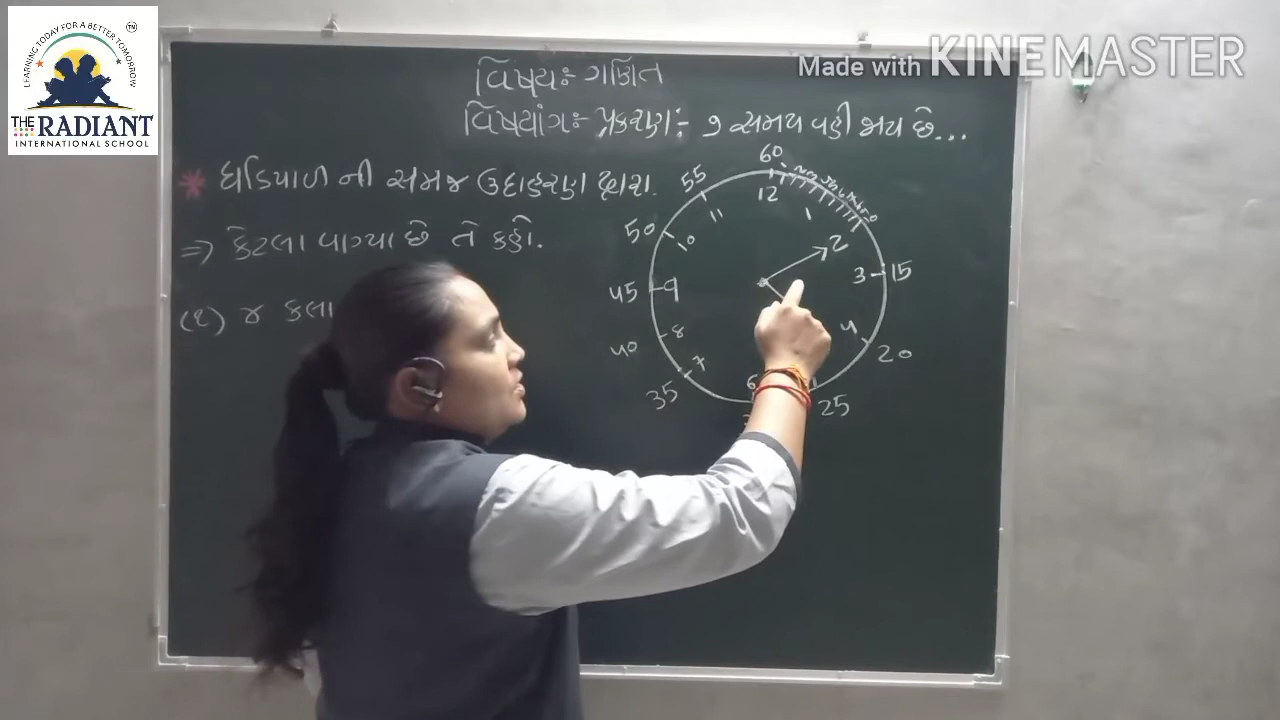 LEARNING TODAY FOR A BETTER TOMORROW
TM
THE RADIANT
INTERNATIONAL SCHOOL
Made with KINEMASTER
વિષય:- ગણિત
વિષયાંગ:- પ્રકરણ:- ૭ સમય વહી જાય છે...
* ઘડિયાળ ની સમજ ઉદાહરણ દ્વારા.
⇒ કેટલા વાગ્યા છે તે કહો.
(૧) ૪ કલા
60
55 12
50 11 1
10 2
45 9 3 15
40 8 4 20
35 7 6 25